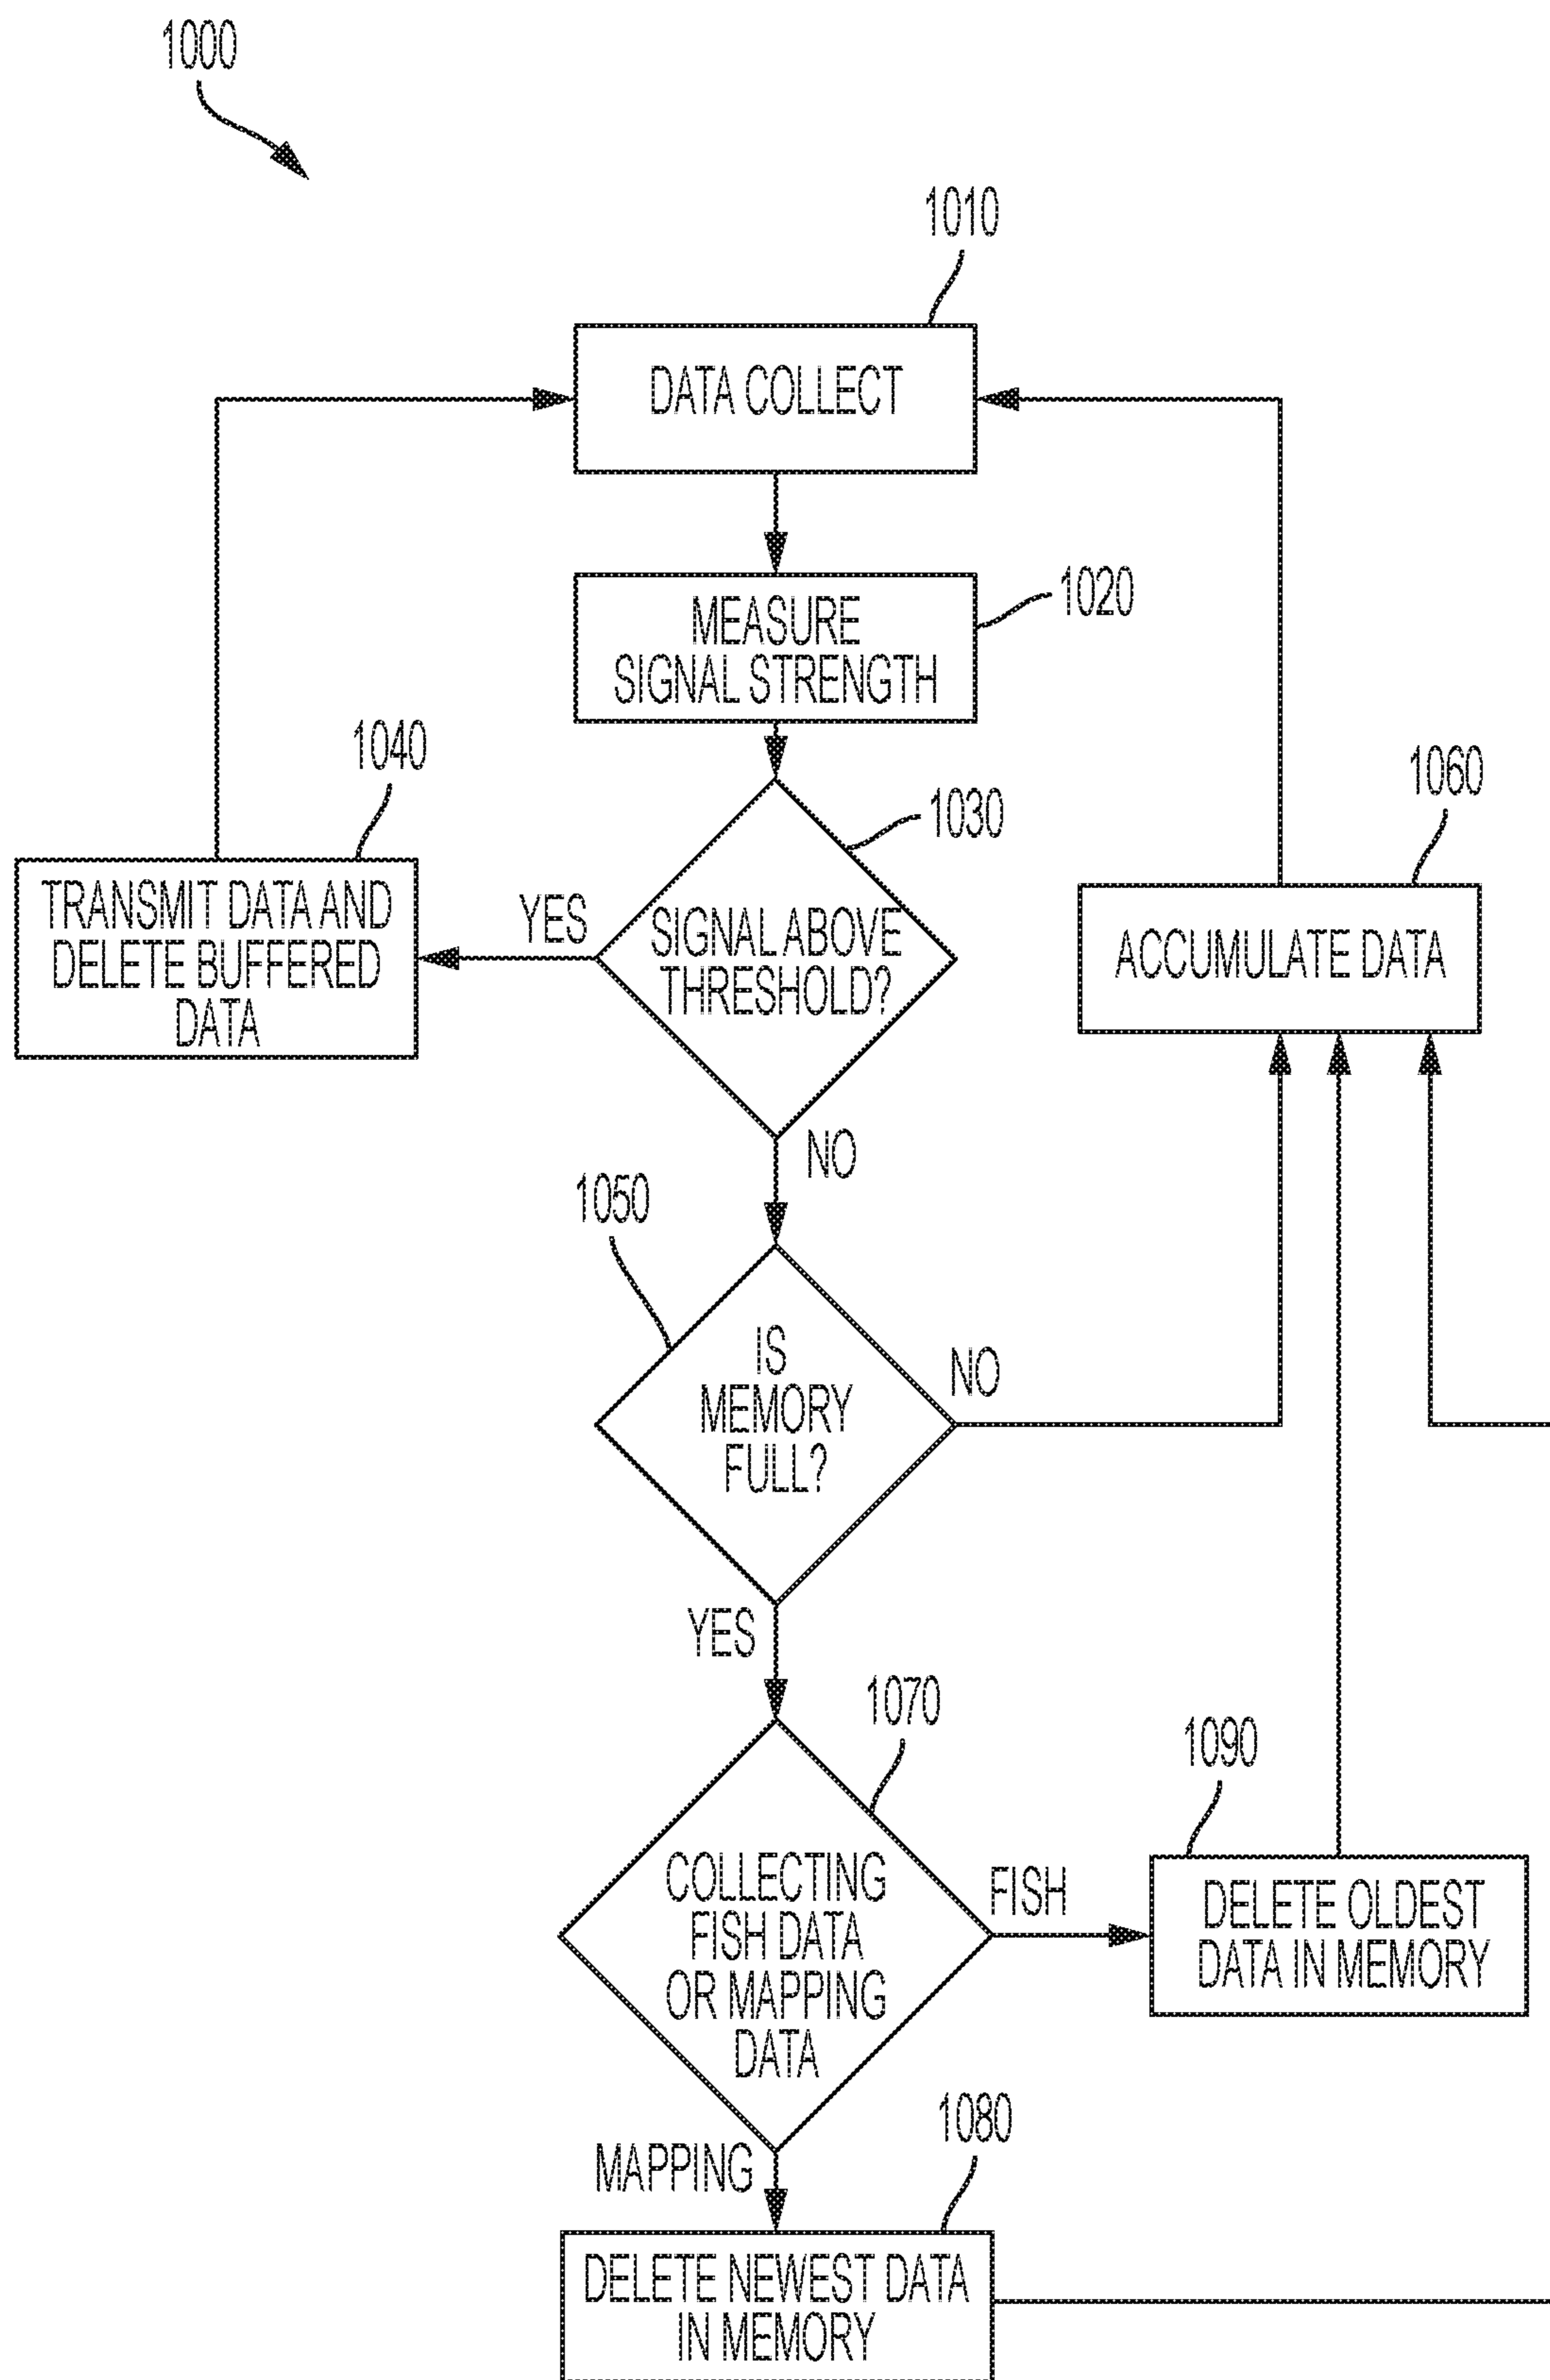 1000
1010
DATA COLLECT
MEASURE
SIGNAL STRENGTH
1020
1040
1030
1060
TRANSMIT DATA AND
DELETE BUFFERED
DATA
YES
SIGNAL ABOVE
THRESHOLD?
ACCUMULATE DATA
NO
1050
IS
MEMORY
FULL?
NO
YES
1070
1090
COLLECTING
FISH DATA
OR MAPPING
DATA
FISH
DELETE OLDEST
DATA IN MEMORY
MAPPING
1080
DELETE NEWEST DATA
IN MEMORY